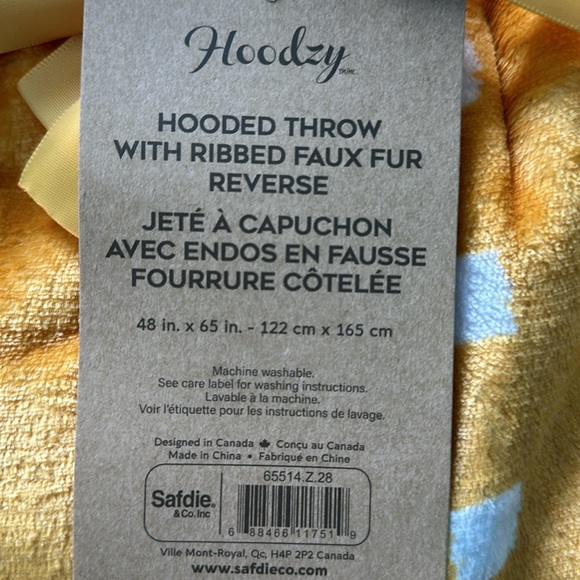 Hoodzy
HOODED THROW
WITH RIBBED FAUX FUR
REVERSE
JETÉ À CAPUCHON
AVEC ENDOS EN FAUSSE
FOURRURE CÔTELÉE
48 in. x 65 in. - 122 cm x 165 cm
Machine washable.
See care label for washing instructions.
Lavable à la machine.
Voir l'étiquette pour les instructions de lavage.
Designed in Canada Conçu au Canada
Made in China • Fabriqué en Chine
65514.Z.28
Safdie®
& Co. Inc
6 88466 11751 9
Ville Mont-Royal, Qc, H4P 2P2 Canada
www.safdieco.com